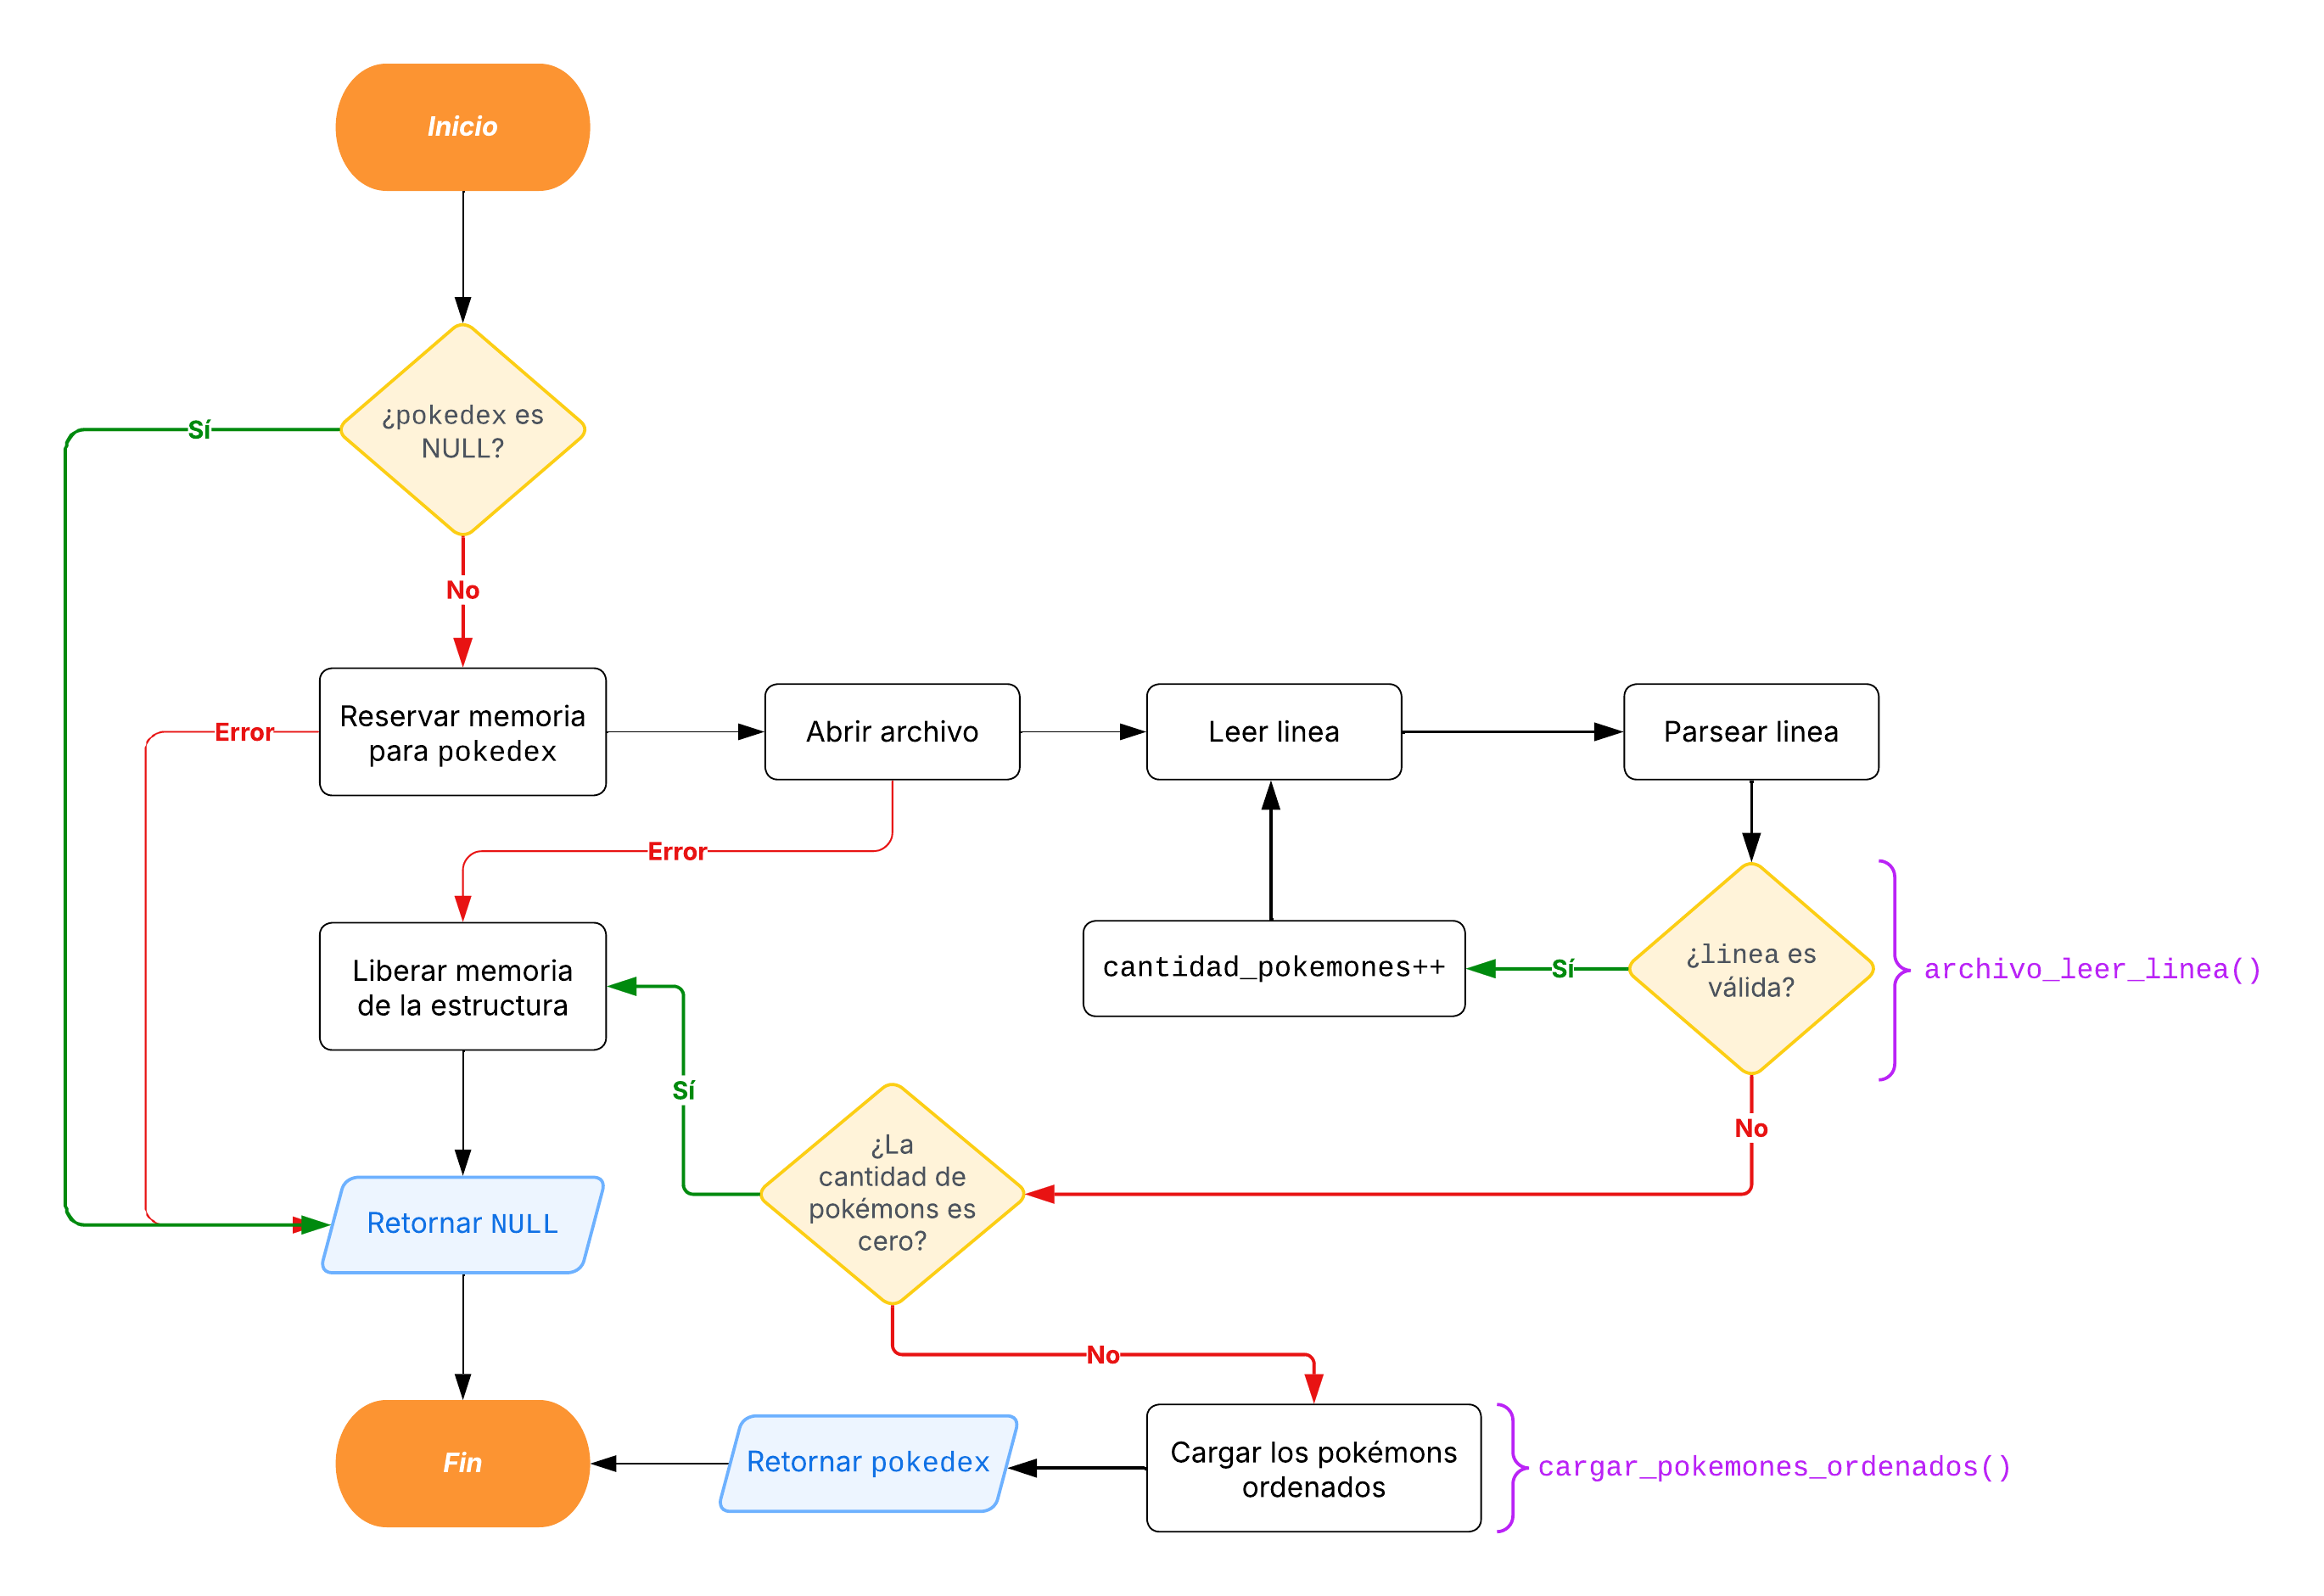 Inicio
¿pokedex es
NULL?
Sí
No
Reservar memoria
para pokedex
Error
Abrir archivo
Error
Leer linea
Parsear linea
¿linea es
válida?
archivo_leer_linea()
Sí
cantidad_pokemones++
No
Liberar memoria
de la estructura
Sí
¿La
cantidad de
pokémons es
cero?
Retornar NULL
No
Cargar los pokémons
ordenados
cargar_pokemones_ordenados()
Retornar pokedex
Fin